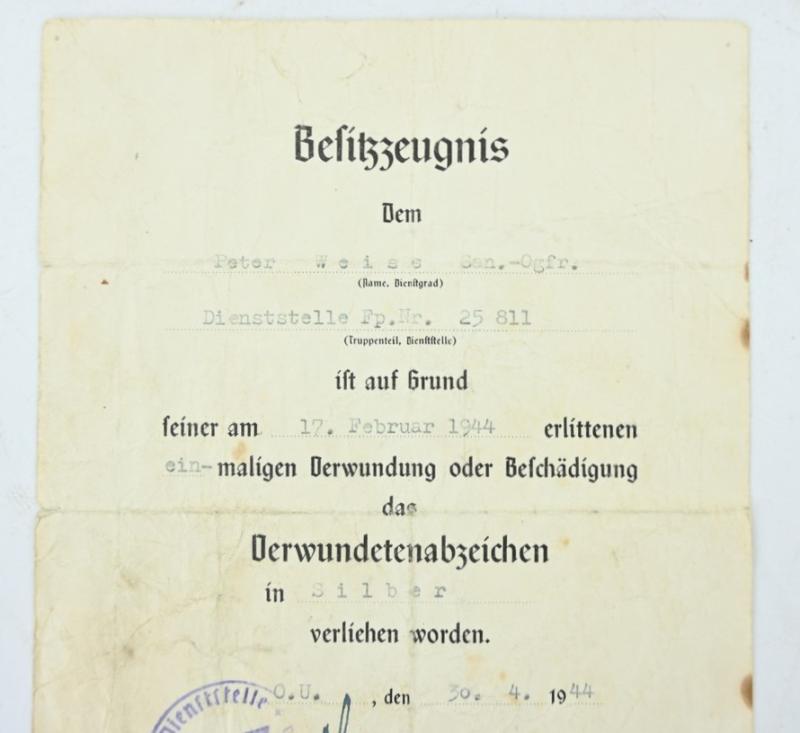 Besitzzeugnis
Dem
Peter Weise San.-Ogfr.
(Name, Dienstgrad)
Dienststelle Fp.Nr. 25 811
(Truppenteil, Dienststelle)
ist auf Grund
seiner am 17. Februar 1944 erlittenen
ein-maligen Verwundung oder Beschädigung
das
Verwundetenabzeichen
in Silber
verliehen worden.
Dienststelle
O.U. , den 30. 4. 1944